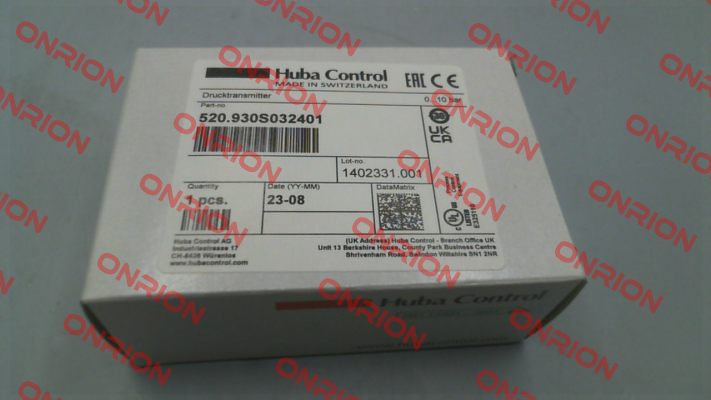 Huba Control
MADE IN SWITZERLAND
EAC CE
Drucktransmitter
0...10 bar
Part-no.
520.930S032401
UK
CA
Lot-no
1402331.001
Quantity
1 pcs.
Date (YY-MM)
23-08
DataMatrix
Huba Control AG
Industriestrasse 17
CH-5436 Würenlos
www.hubacontrol.com
(UK Address) Huba Control - Branch Office UK
Unit 13 Berkshire House, County Park Business Centre
Shrivenham Road, Swindon Wiltshire SN1 2NR
Huba Control
ONRION